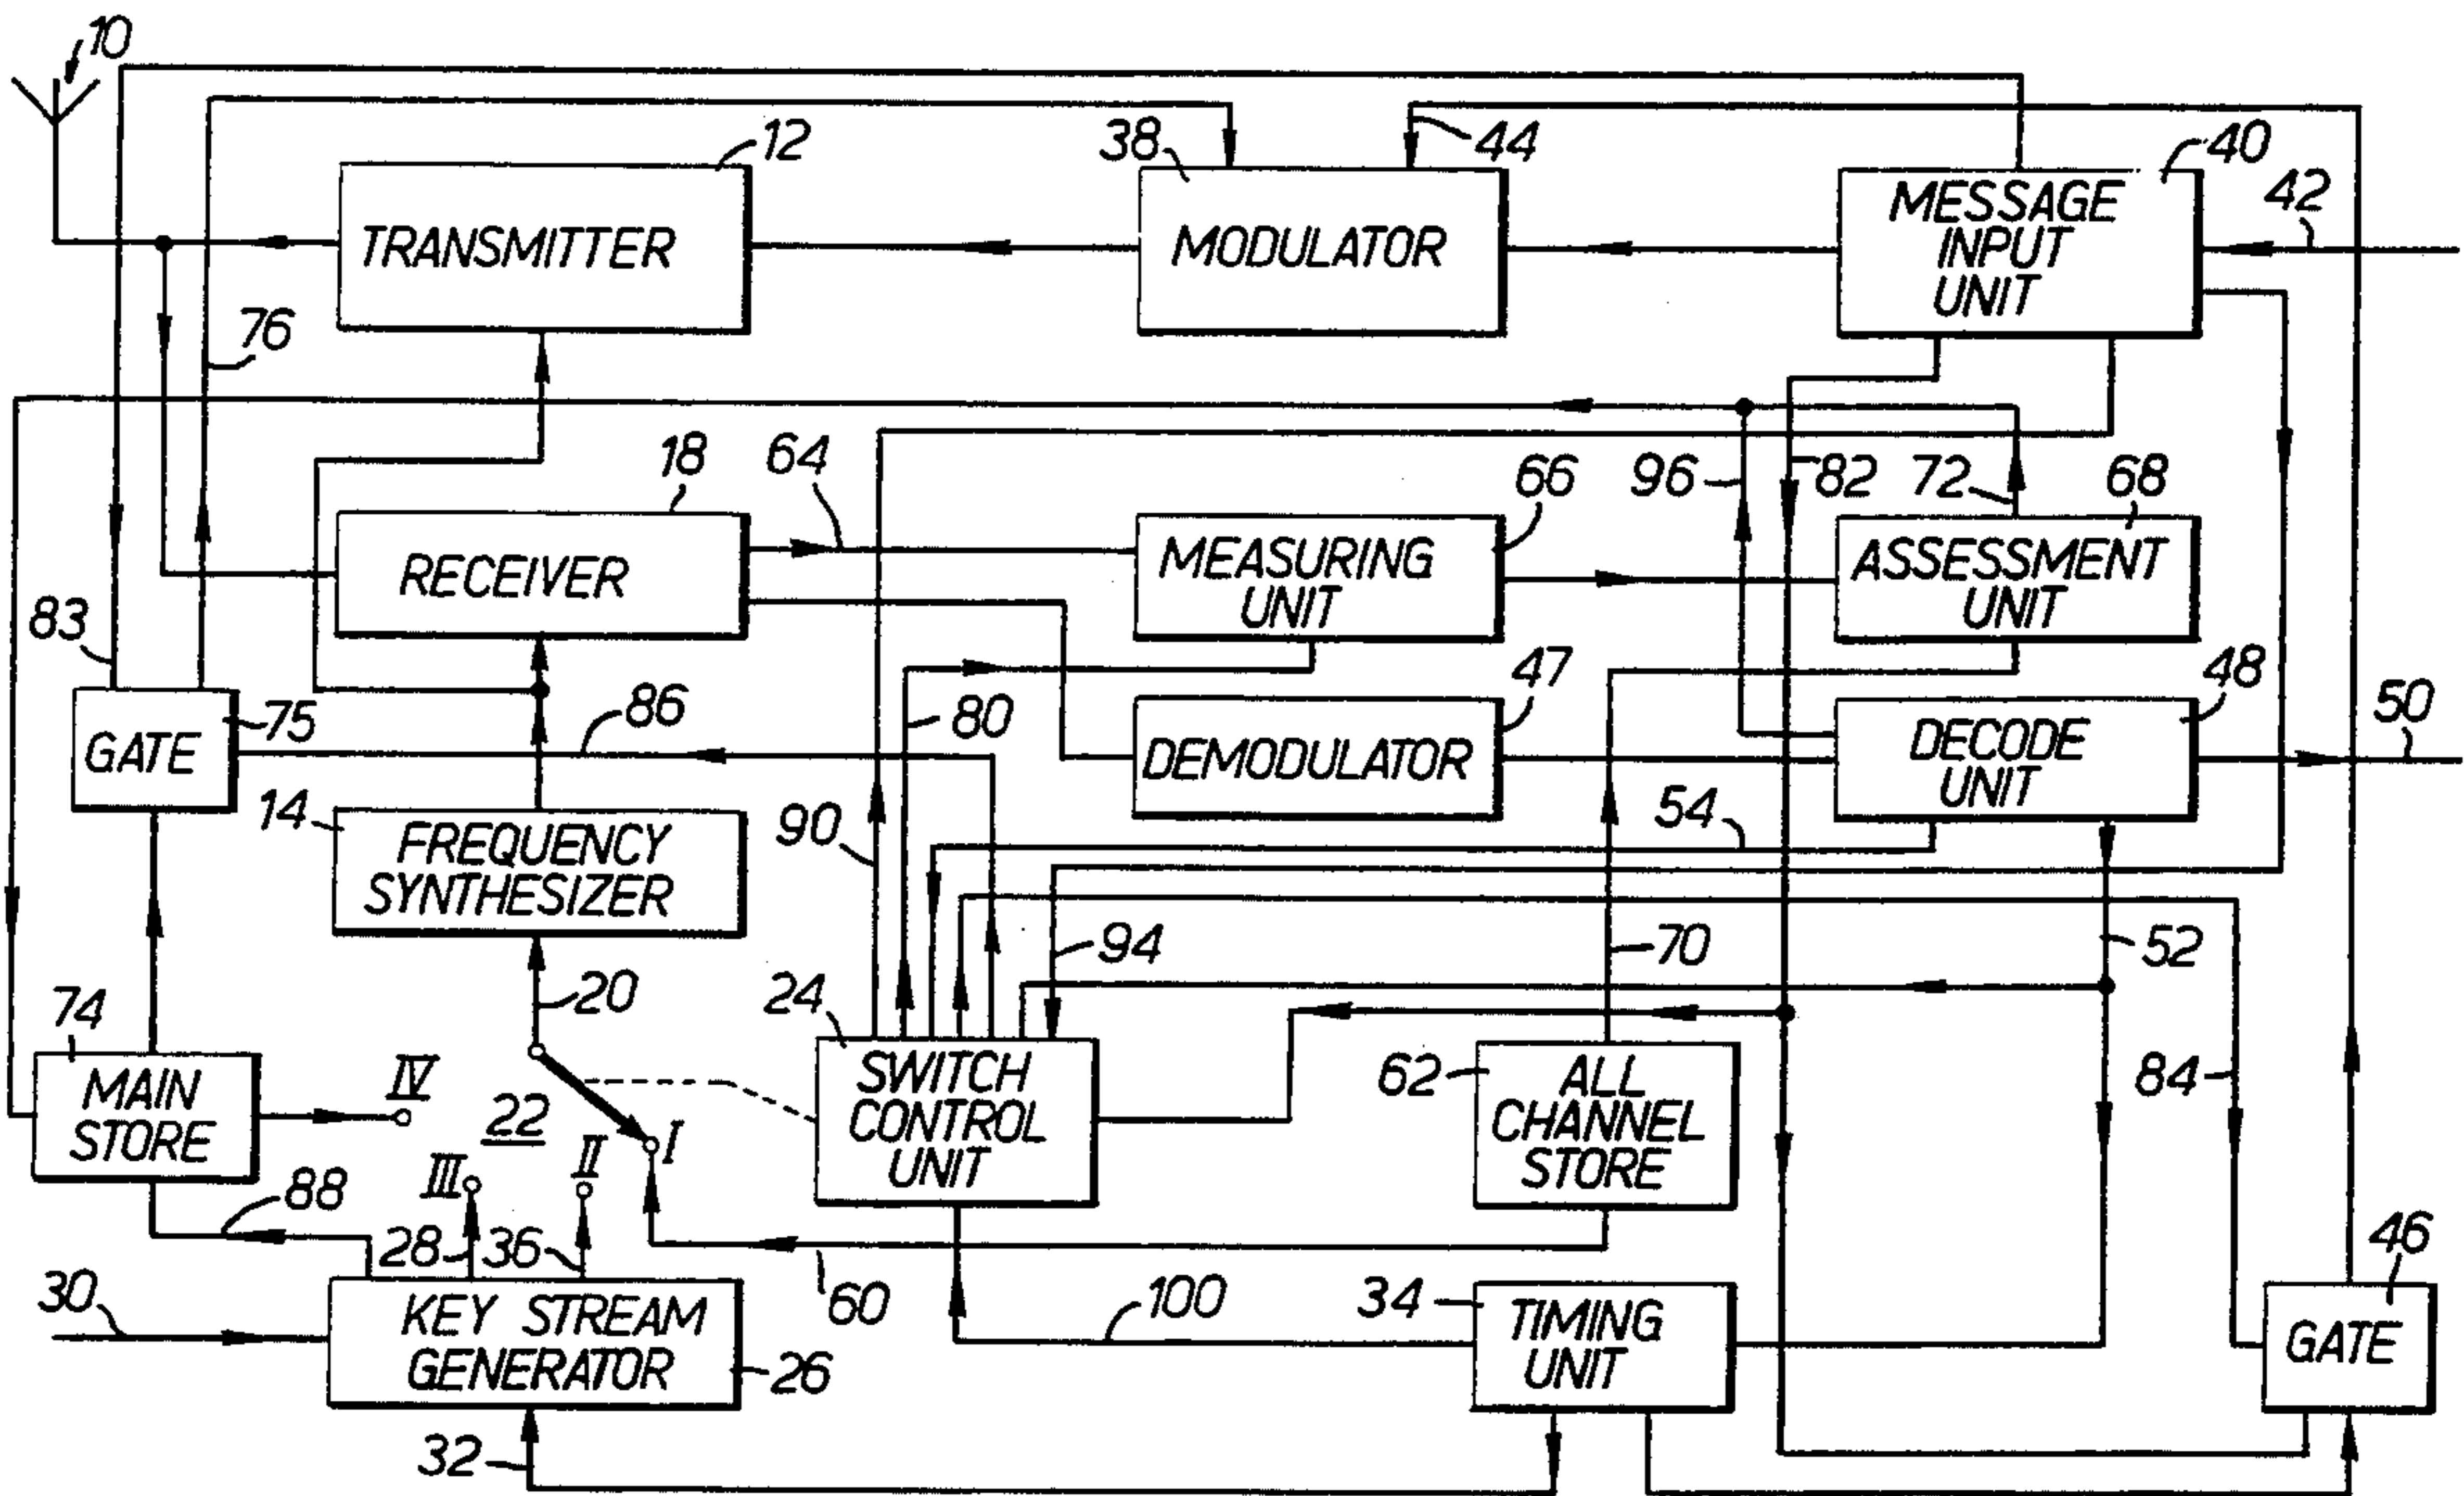 10
12
38
44
40
42
TRANSMITTER
MODULATOR
MESSAGE
INPUT
UNIT
76
18
64
66
96
82
72
68
RECEIVER
MEASURING
UNIT
ASSESSMENT
UNIT
83
47
48
50
75
86
80
GATE
DEMODULATOR
DECODE
UNIT
14
90
54
FREQUENCY
SYNTHESIZER
94
70
52
20
24
74
IV
22
62
84
MAIN
STORE
SWITCH
CONTROL
UNIT
ALL
CHANNEL
STORE
III
II
I
88
28
36
46
30
60
100
34
KEY STREAM
GENERATOR
26
TIMING
UNIT
GATE
32